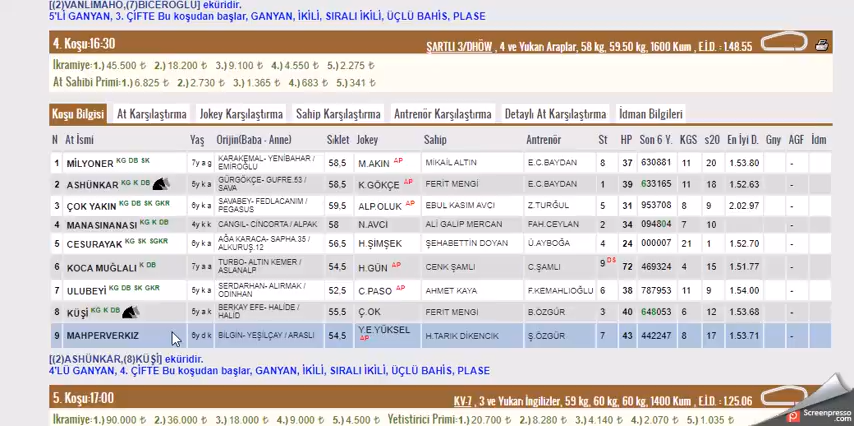 [(2)VANLIMAHO,(7)BİCEROĞLU] eküridir.
5'Lİ GANYAN, 3. ÇİFTE Bu koşudan başlar, GANYAN, İKİLİ, SIRALI İKİLİ, ÜÇLÜ BAHİS, PLASE
4. Koşu:16-30 ŞARTLI 3/DHÖW , 4 ve Yukarı Araplar, 58 kg, 59.50 kg, 1600 Kum , E.İ.D. : 1.48.55
İkramiye:1.) 45.500 ₺ 2.) 18.200 ₺ 3.) 9.100 ₺ 4.) 4.550 ₺ 5.) 2.275 ₺
At Sahibi Primi:1.) 6.825 ₺ 2.) 2.730 ₺ 3.) 1.365 ₺ 4.) 683 ₺ 5.) 341 ₺
Koşu Bilgisi At Karşılaştırma Jokey Karşılaştırma Sahip Karşılaştırma Antrenör Karşılaştırma Detaylı At Karşılaştırma İdman Bilgileri
N At İsmi Yaş Orijin(Baba - Anne) Sıklet Jokey Sahip Antrenör St HP Son 6 Y. KGS s20 En İyi D. Gny AGF İdm
1 MİLYONER KG DB SK 7y a g KARAKEMAL- YENİBAHAR / EMİROĞLU 58,5 M.AKIN AP MİKAİL ALTIN E.C.BAYDAN 8 37 630881 11 20 1.53.80 -
2 ASHÜNKAR KG K DB 6y k a GÜRGÖKÇE- GUFRE.53 / SAVA 58,5 K.GÖKÇE AP FERİT MENGİ E.C.BAYDAN 1 39 633165 11 18 1.52.63 -
3 ÇOK YAKIN KG DB SK GKR SAVABEY- FEDLACANIM / PEGASUS 59,5 ALP.OLUK AP EBUL KASIM AVCI Z.TURĞUL 5 31 953708 8 9 2.02.97 -
4 MANASINANASI KG K DB 4y k k CANGIL- CINCORTA / ALPAK 58 N.AVCI ALİ GALİP MERCAN FAH.CEYLAN 2 34 094804 7 10 -
5 CESURAYAK KG SK SGKR AĞA KARACA- SAPHA.35 / ALKURUŞ.12 56,5 H.ŞİMŞEK ŞEHABETTİN DOYAN Ü.AYBOĞA 4 24 000007 21 1 1.52.70 -
6 KOCA MUĞLALI K DB 7y a a TURBO- ALTIN KEMER / ASLANALP 54,5 H.GÜN AP CENK ŞAMLI C.ŞAMLI 9 DS 72 469324 4 15 1.51.77 -
7 ULUBEYİ KG DB SK GKR SERDARHAN- ALIRMAK / ODINHAN 52,5 C.PASO AP AHMET KAYA F.KEMAHLIOĞLU 6 38 787953 11 9 1.54.00 -
8 KÜŞİ KG K DB BERKAY EFE- HALİDE / HALID 55,5 Ç.OK FERİT MENGİ B.ÖZGÜR 3 40 648053 6 12 1.53.68 -
9 MAHPERVERKIZ 6y d k BİLGİN- YEŞİLÇAY / ARASLI 54,5 Y.E.YÜKSEL AP H.TARIK DİKENCİK Ş.ÖZGÜR 7 43 442247 8 17 1.53.71 -
[(2)ASHÜNKAR,(8)KÜŞİ] eküridir.
4'LÜ GANYAN, 4. ÇİFTE Bu koşudan başlar, GANYAN, İKİLİ, SIRALI İKİLİ, ÜÇLÜ BAHİS, PLASE
5. Koşu:17:00 KV-7 , 3 ve Yukarı İngilizler, 59 kg, 60 kg, 60 kg, 1400 Kum , E.İ.D. : 1.25.06
İkramiye:1.) 90.000 ₺ 2.) 36.000 ₺ 3.) 18.000 ₺ 4.) 9.000 ₺ 5.) 4.500 ₺ Yetiştirici Primi:1.) 20.700 ₺ 2.) 8.280 ₺ 3.) 4.140 ₺ 4.) 2.070 ₺ 5.) 1.035 ₺
Screenpresso
.com